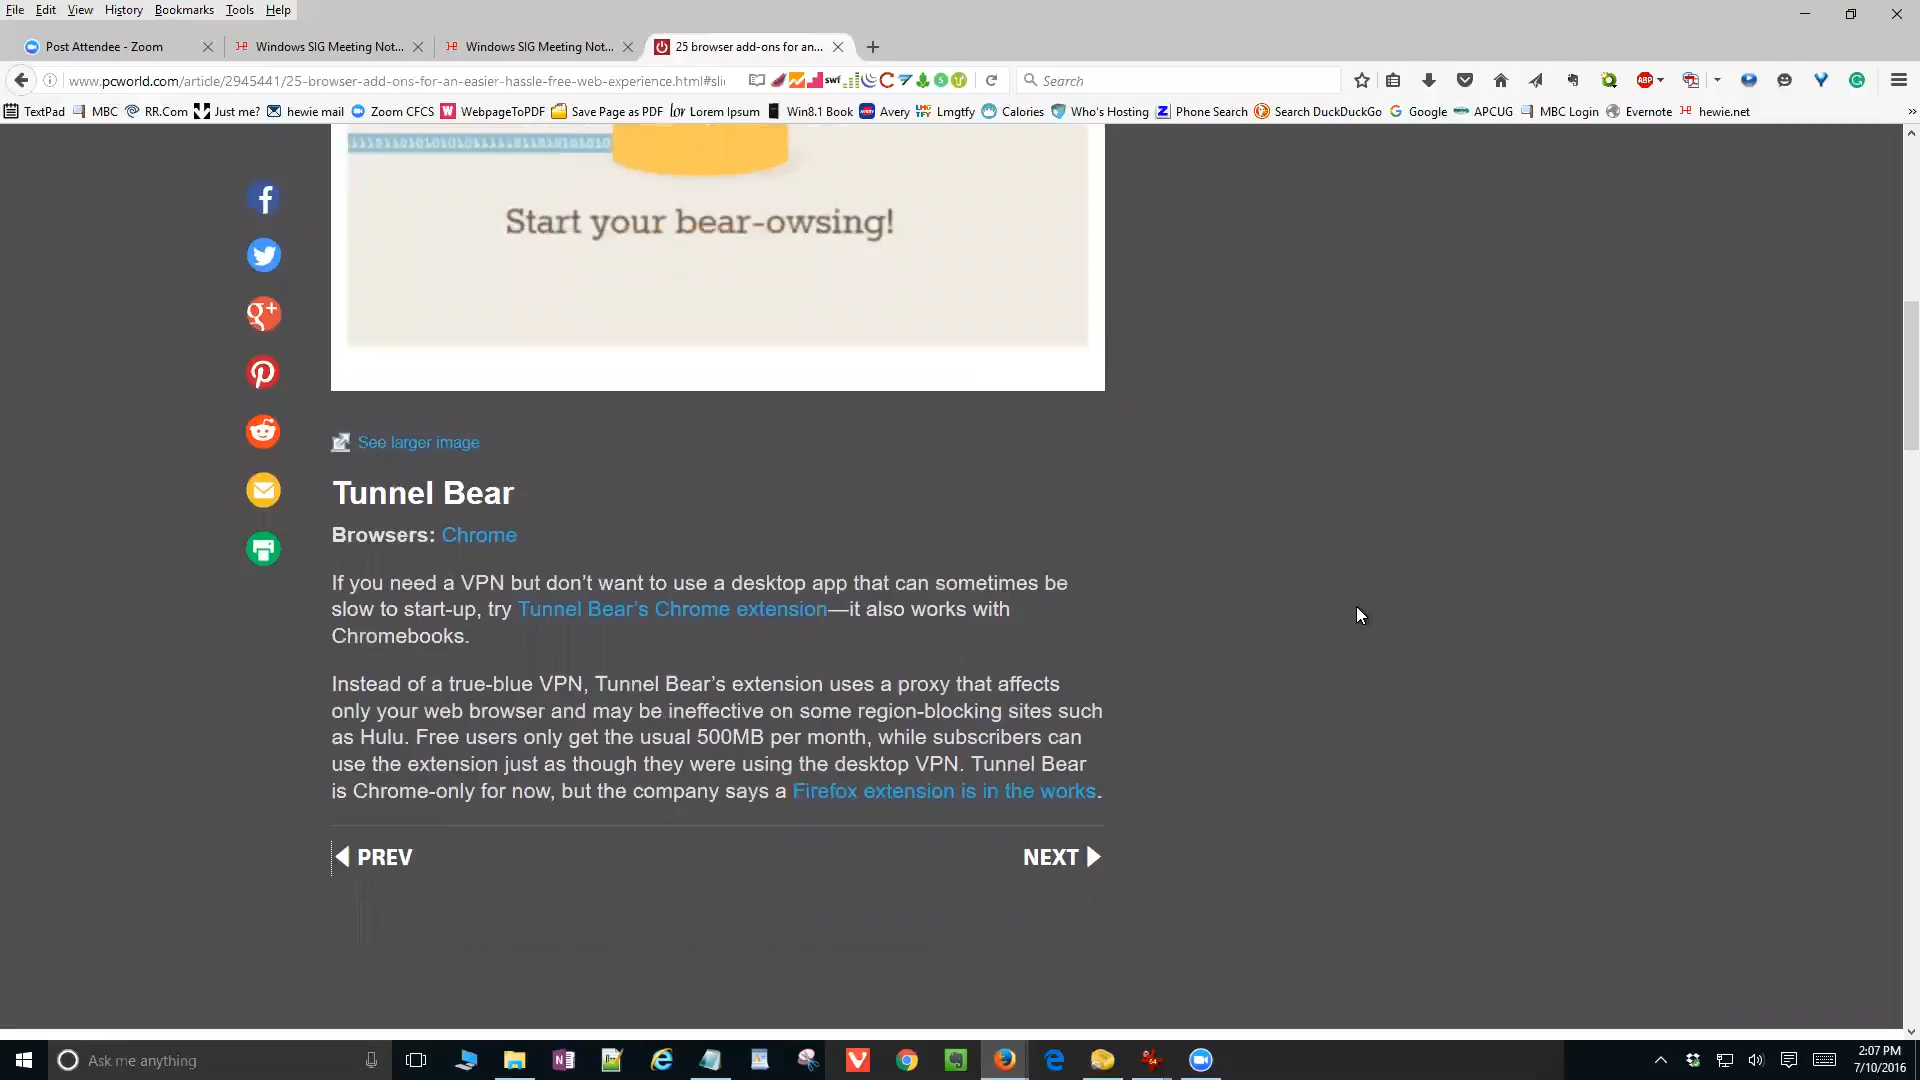 File Edit View History Bookmarks Tools Help
Post Attendee - Zoom
Windows SIG Meeting Not...
Windows SIG Meeting Not...
25 browser add-ons for an...
www.pcworld.com/article/2945441/25-browser-add-ons-for-an-easier-hassle-free-web-experience.html#sli
swf
Search
ABP
TextPad MBC RR.Com Just me? hewie mail Zoom CFCS WebpageToPDF Save Page as PDF Lorem Ipsum Win8.1 Book Avery Lmgtfy Calories Who's Hosting Phone Search Search DuckDuckGo Google APCUG MBC Login Evernote hewie.net
Start your bear-owsing!
See larger image
Tunnel Bear
Browsers: Chrome
If you need a VPN but don’t want to use a desktop app that can sometimes be
slow to start-up, try Tunnel Bear’s Chrome extension—it also works with
Chromebooks.
Instead of a true-blue VPN, Tunnel Bear’s extension uses a proxy that affects
only your web browser and may be ineffective on some region-blocking sites such
as Hulu. Free users only get the usual 500MB per month, while subscribers can
use the extension just as though they were using the desktop VPN. Tunnel Bear
is Chrome-only for now, but the company says a Firefox extension is in the works.
PREV
NEXT
Ask me anything
2:07 PM
7/10/2016